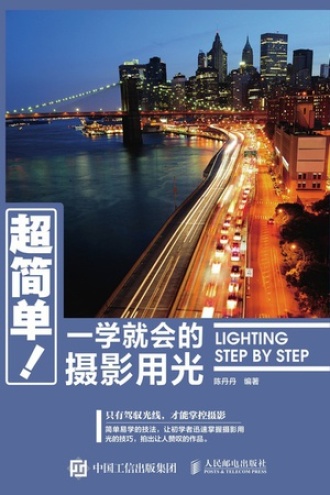 超简单!
一学就会的
摄影用光
LIGHTING
STEP BY STEP
陈丹丹 编著
只有驾驭光线，才能掌控摄影
简单易学的技法，让初学者迅速掌握摄影用
光的技巧，拍出让人赞叹的作品。
中国工信出版集团
人民邮电出版社
POSTS & TELECOM PRESS